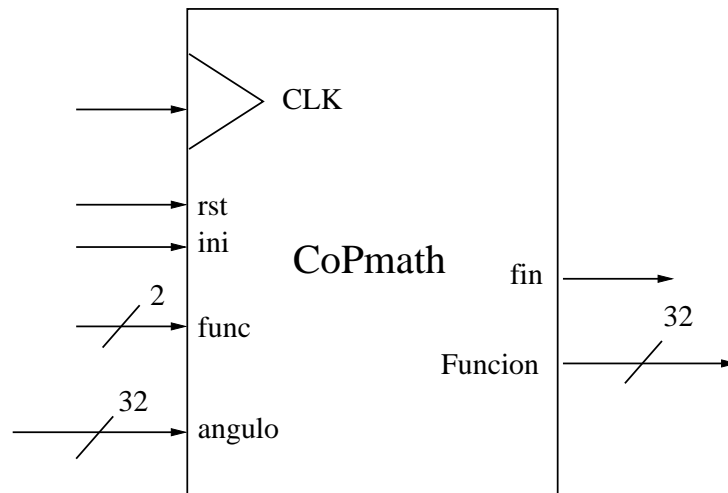 CLK
rst
ini
CoPmath
fin
2
func
32
Funcion
32
angulo